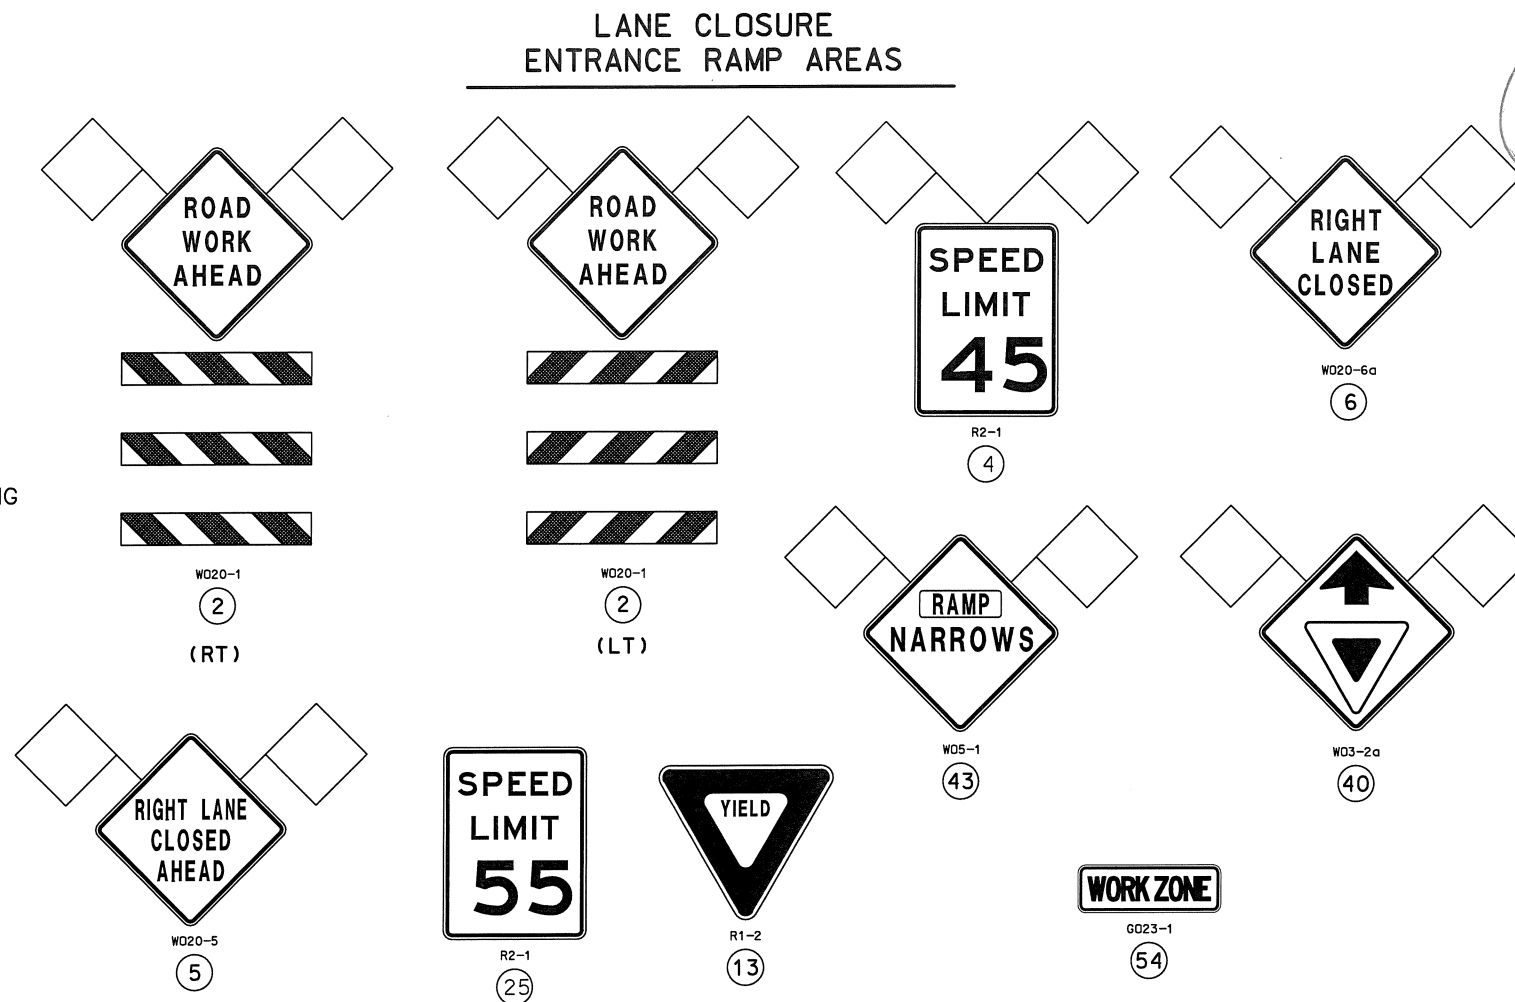 LANE CLOSURE
ENTRANCE RAMP AREAS
ROAD
WORK
AHEAD
W020-1
2
(RT)
ROAD
WORK
AHEAD
W020-1
2
(LT)
SPEED
LIMIT
45
R2-1
4
RIGHT
LANE
CLOSED
W020-6a
6
RAMP
NARROWS
W05-1
43
W03-2a
40
RIGHT LANE
CLOSED
AHEAD
W020-5
5
SPEED
LIMIT
55
R2-1
25
YIELD
R1-2
13
WORK ZONE
G023-1
54